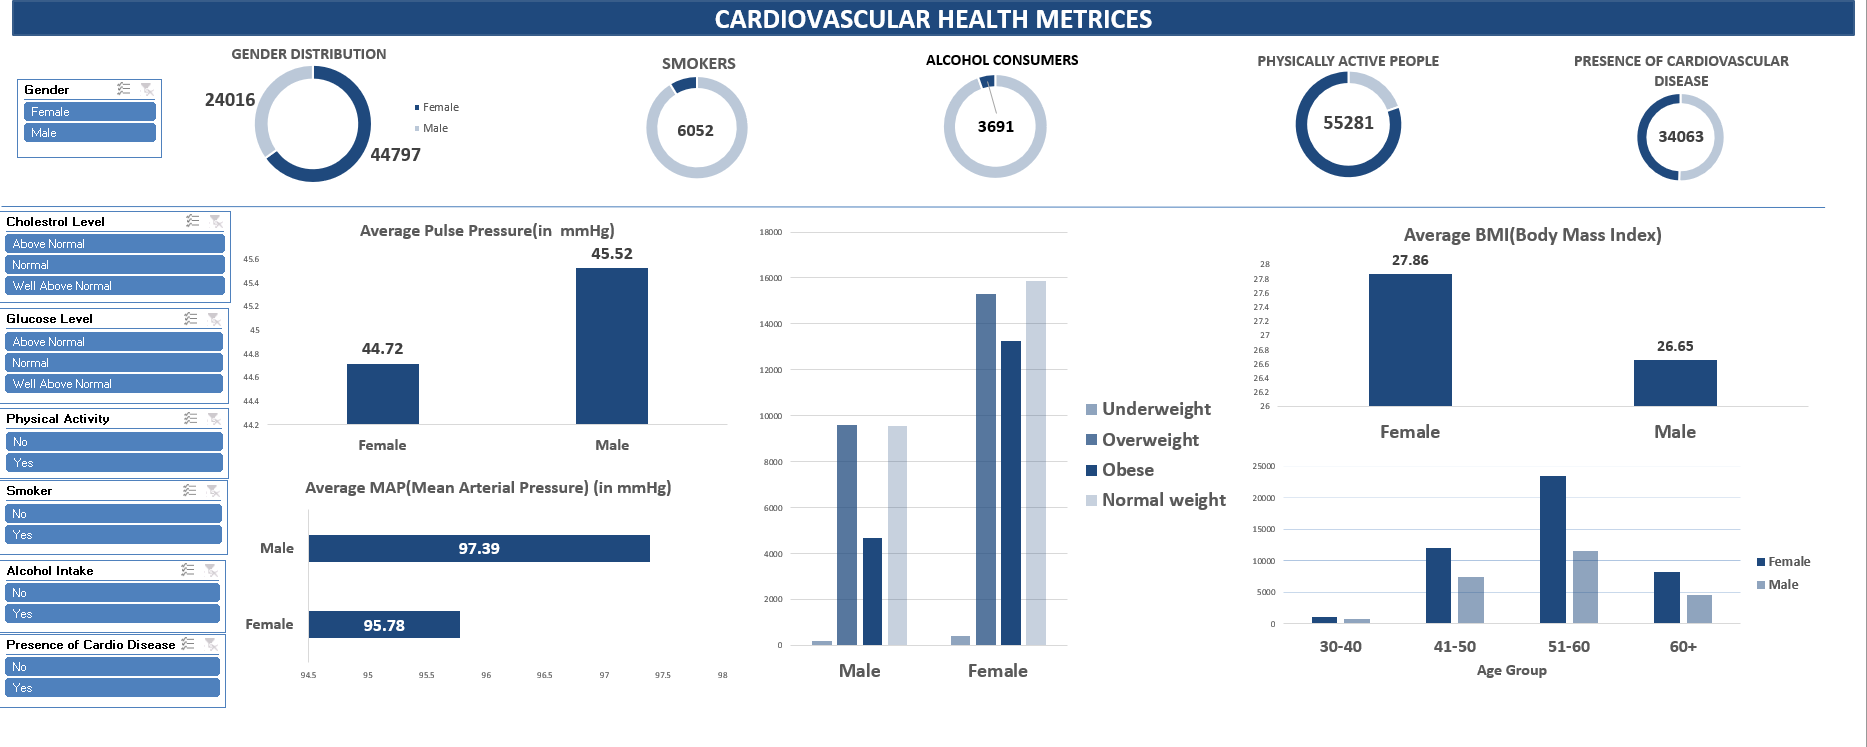 CARDIOVASCULAR HEALTH METRICES
Gender
Female
Male
GENDER DISTRIBUTION
24016
44797
Female
Male
SMOKERS
6052
ALCOHOL CONSUMERS
3691
PHYSICALLY ACTIVE PEOPLE
55281
PRESENCE OF CARDIOVASCULAR
DISEASE
34063
Cholestrol Level
Above Normal
Normal
Well Above Normal
Glucose Level
Above Normal
Normal
Well Above Normal
Physical Activity
No
Yes
Smoker
No
Yes
Alcohol Intake
No
Yes
Presence of Cardio Disease
No
Yes
Average Pulse Pressure(in  mmHg)
45.6
45.4
45.2
45
44.8
44.6
44.4
44.2
44.72
45.52
Female
Male
Average MAP(Mean Arterial Pressure) (in mmHg)
Male
97.39
Female
95.78
94.5
95
95.5
96
96.5
97
97.5
98
18000
16000
14000
12000
10000
8000
6000
4000
2000
0
Male
Female
Underweight
Overweight
Obese
Normal weight
Average BMI(Body Mass Index)
28
27.8
27.6
27.4
27.2
27
26.8
26.6
26.4
26.2
26
27.86
26.65
Female
Male
25000
20000
15000
10000
5000
0
30-40
41-50
51-60
60+
Age Group
Female
Male